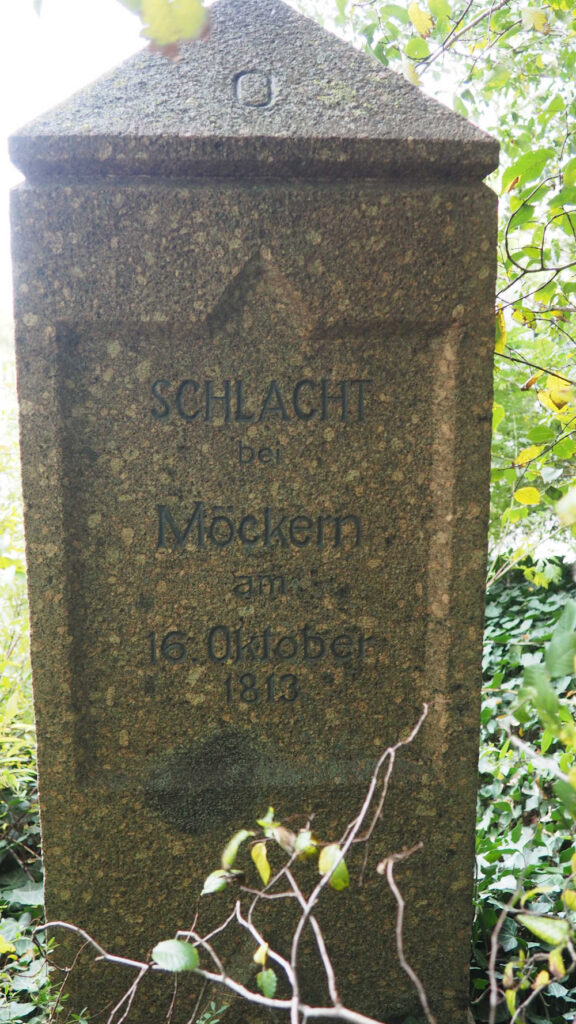 O
SCHLACHT
bei
Möckern
am
16. Oktober
1813